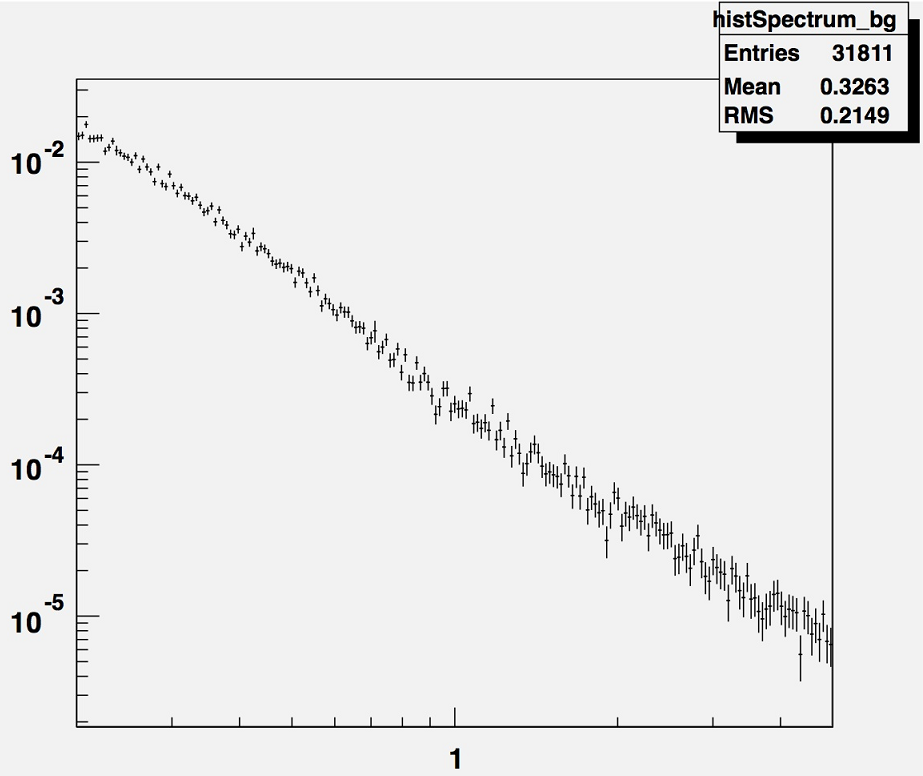 histSpectrum_bg
Entries 31811
Mean 0.3263
RMS 0.2149
10^-2
10^-3
10^-4
10^-5
1